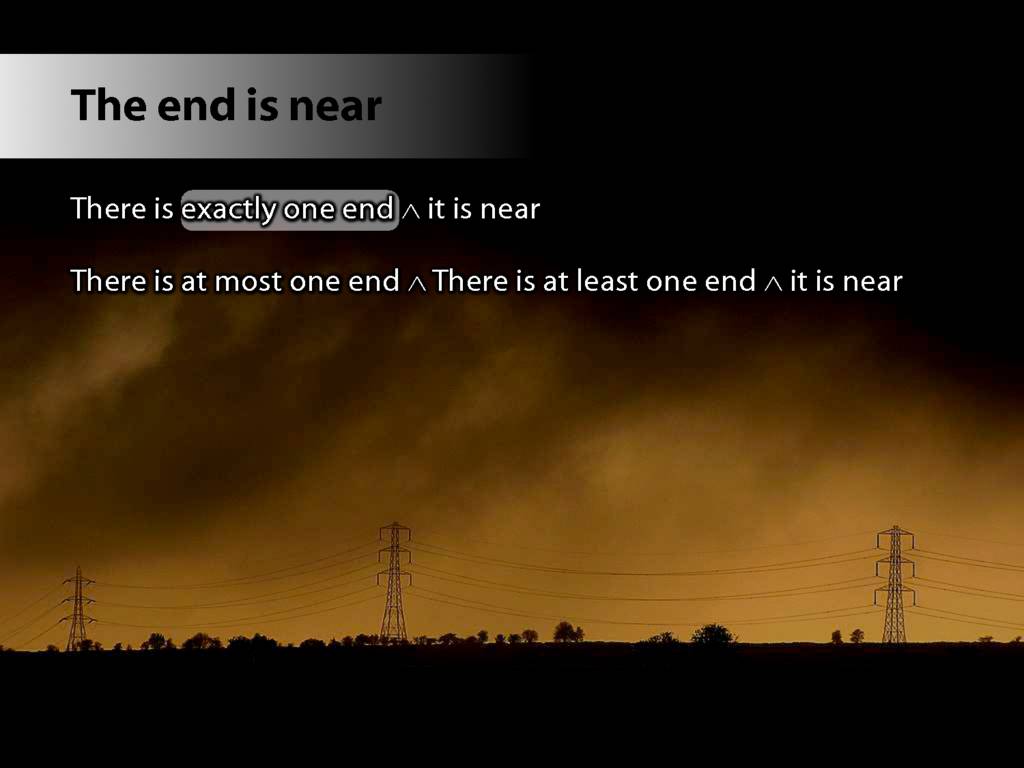 The end is near
There is exactly one end ∧ it is near
There is at most one end ∧ There is at least one end ∧ it is near